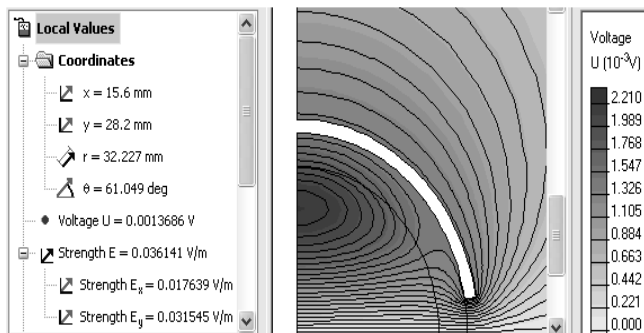 Local Values
Coordinates
x = 15.6 mm
y = 28.2 mm
r = 32.227 mm
θ = 61.049 deg
Voltage U = 0.0013686 V
Strength E = 0.036141 V/m
Strength Ex = 0.017639 V/m
Strength Ey = 0.031545 V/m
Voltage
U (10⁻³V)
2.210
1.989
1.768
1.547
1.326
1.105
0.884
0.663
0.442
0.221
0.000